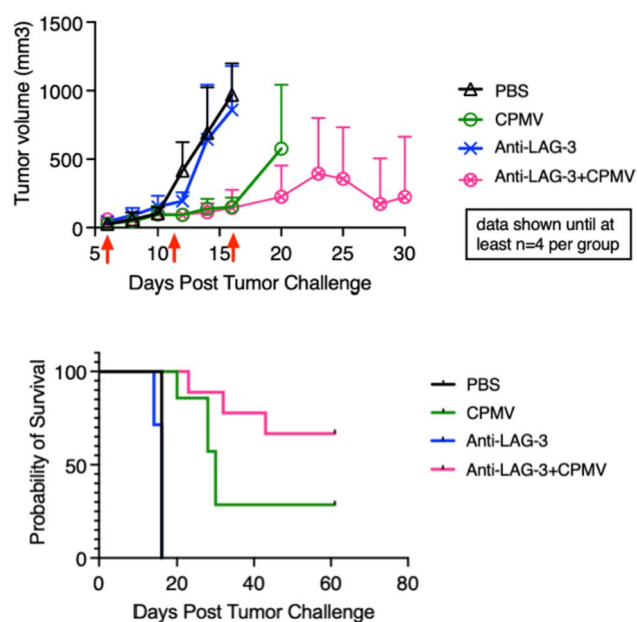 Tumor volume (mm3)
1500
1000
500
0
5 10 15 20 25 30
Days Post Tumor Challenge
PBS
CPMV
Anti-LAG-3
Anti-LAG-3+CPMV
data shown until at
least n=4 per group
Probability of Survival
100
50
0
0 20 40 60 80
Days Post Tumor Challenge
PBS
CPMV
Anti-LAG-3
Anti-LAG-3+CPMV